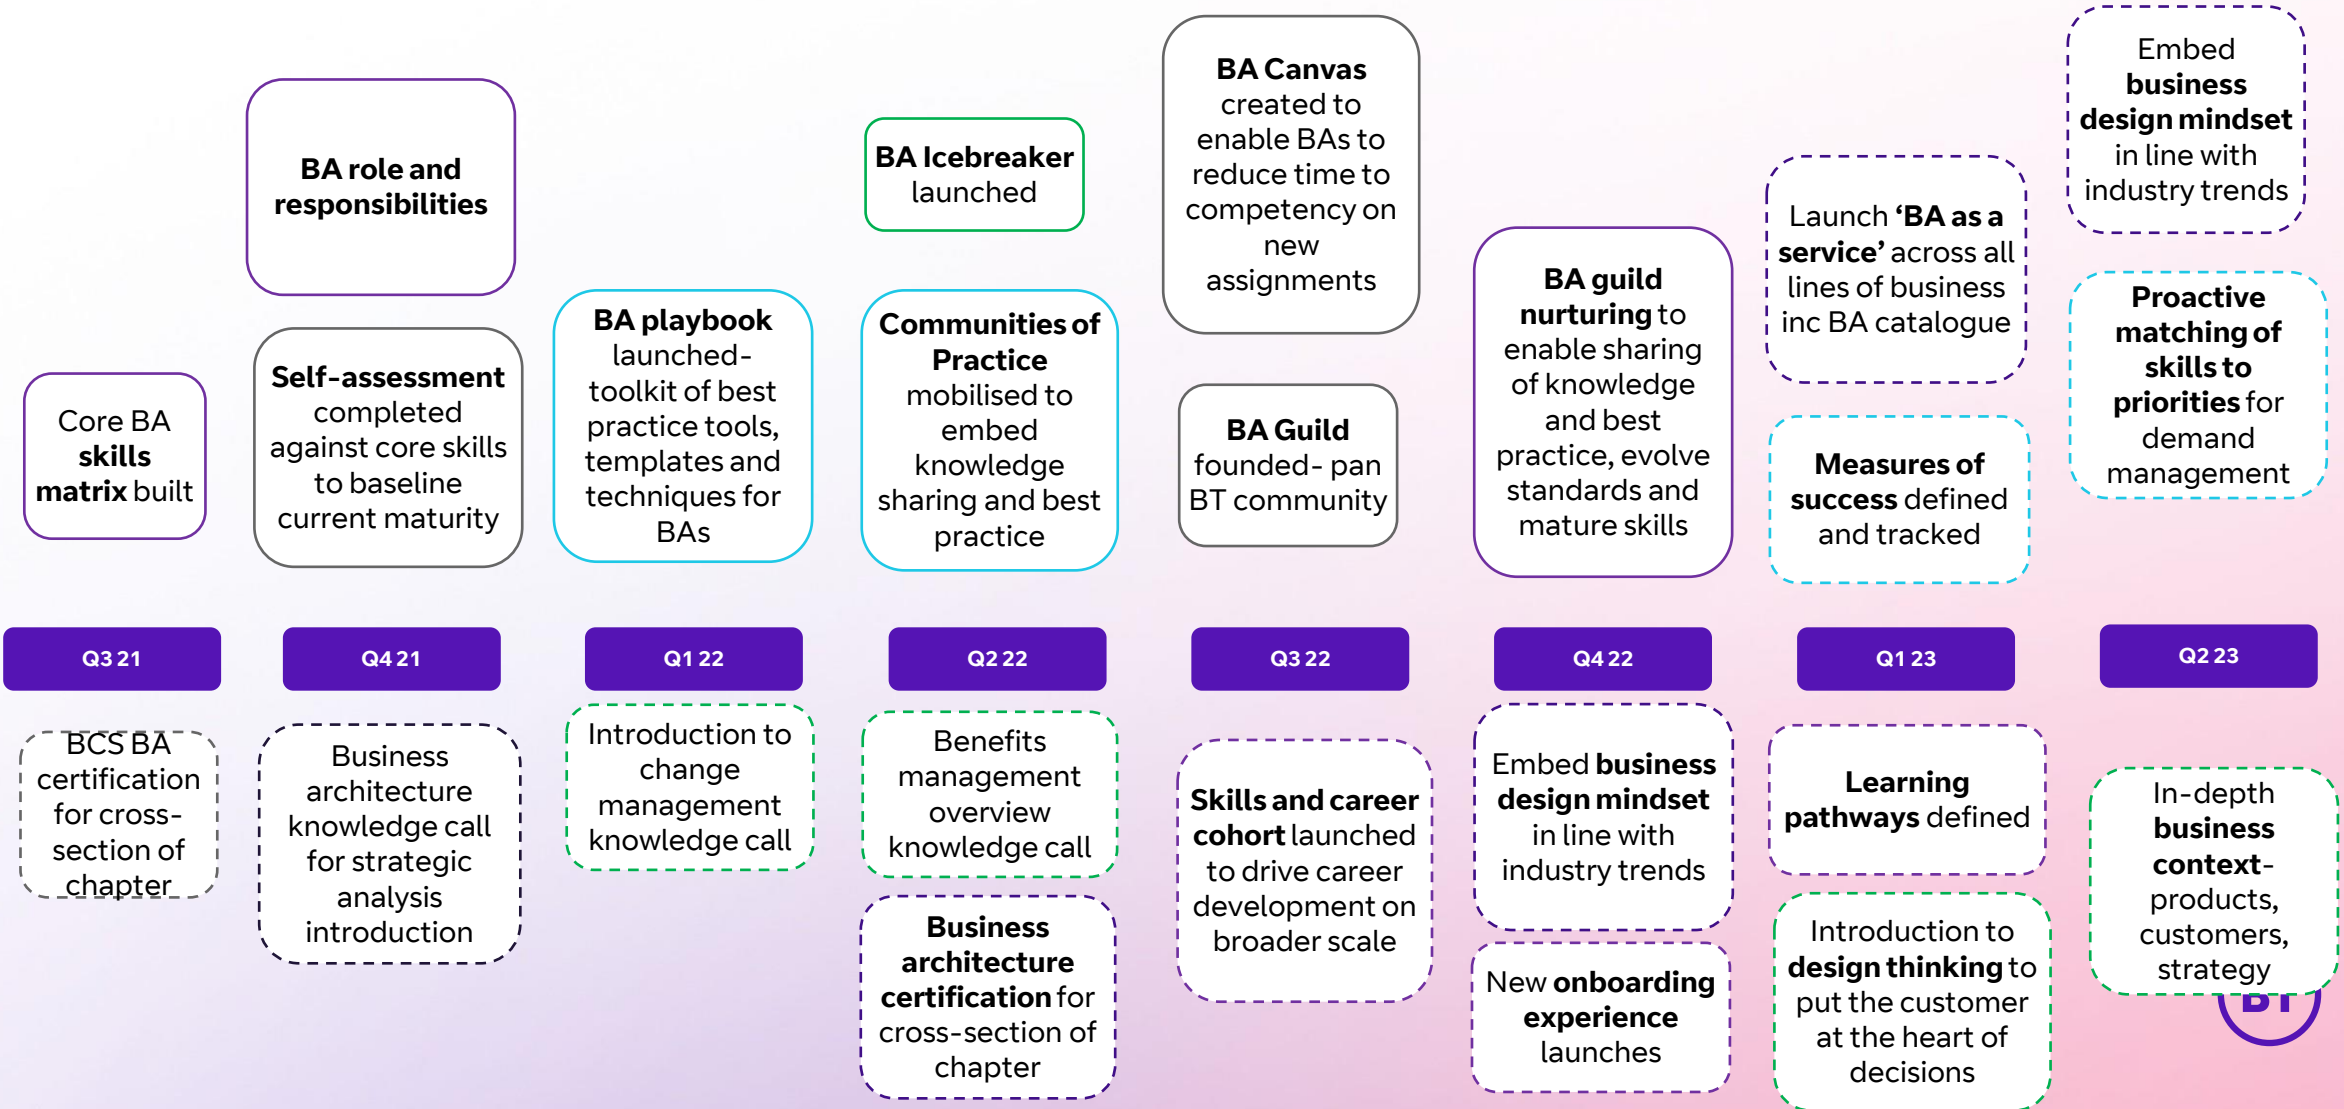 Core BA
skills
matrix built
BA role and
responsibilities
Self-assessment
completed
against core skills
to baseline
current maturity
BA playbook
launched-
toolkit of best
practice tools,
templates and
techniques for
BAs
BA Icebreaker
launched
Communities of
Practice
mobilised to
embed
knowledge
sharing and best
practice
BA Canvas
created to
enable BAs to
reduce time to
competency on
new
assignments
BA Guild
founded- pan
BT community
BA guild
nurturing to
enable sharing
of knowledge
and best
practice, evolve
standards and
mature skills
Launch ‘BA as a
service’ across all
lines of business
inc BA catalogue
Measures of
success defined
and tracked
Embed
business
design mindset
in line with
industry trends
Proactive
matching of
skills to
priorities for
demand
management
Q3 21
Q4 21
Q1 22
Q2 22
Q3 22
Q4 22
Q1 23
Q2 23
BCS BA
certification
for cross-
section of
chapter
Business
architecture
knowledge call
for strategic
analysis
introduction
Introduction to
change
management
knowledge call
Benefits
management
overview
knowledge call
Business
architecture
certification for
cross-section of
chapter
Skills and career
cohort launched
to drive career
development on
broader scale
Embed business
design mindset
in line with
industry trends
New onboarding
experience
launches
Learning
pathways defined
Introduction to
design thinking to
put the customer
at the heart of
decisions
In-depth
business
context-
products,
customers,
strategy
BT